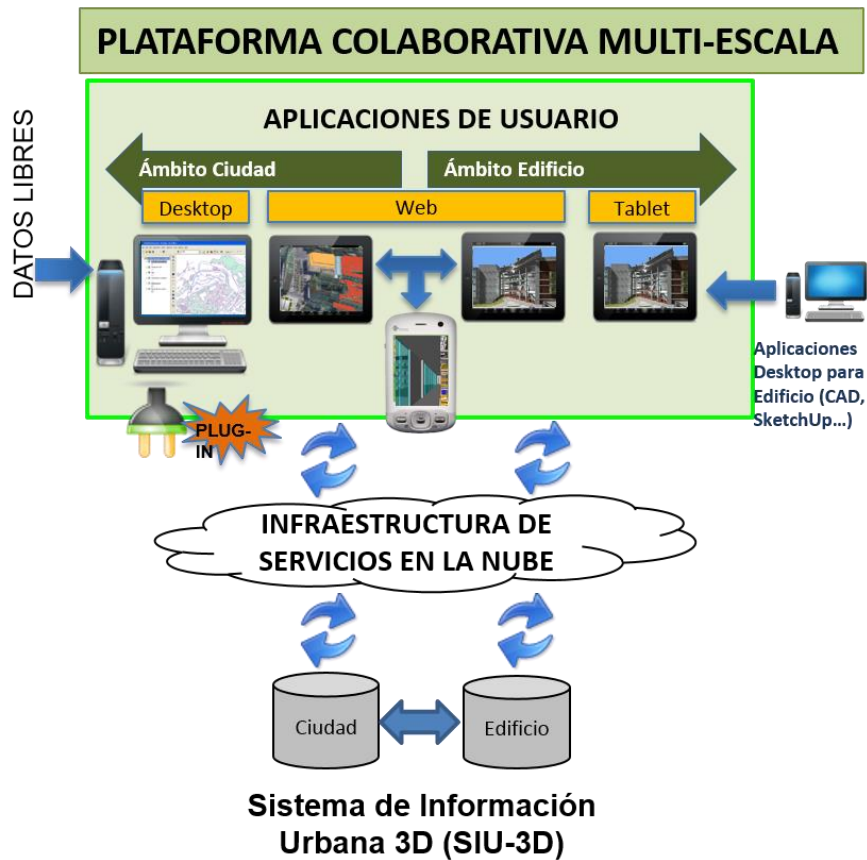 PLATAFORMA COLABORATIVA MULTI-ESCALA
DATOS LIBRES
APLICACIONES DE USUARIO
Ámbito Ciudad
Ámbito Edificio
Desktop
Web
Tablet
Aplicaciones
Desktop para
Edificio (CAD,
SketchUp...)
PLUG-
IN
INFRAESTRUCTURA DE
SERVICIOS EN LA NUBE
Ciudad
Edificio
Sistema de Información
Urbana 3D (SIU-3D)